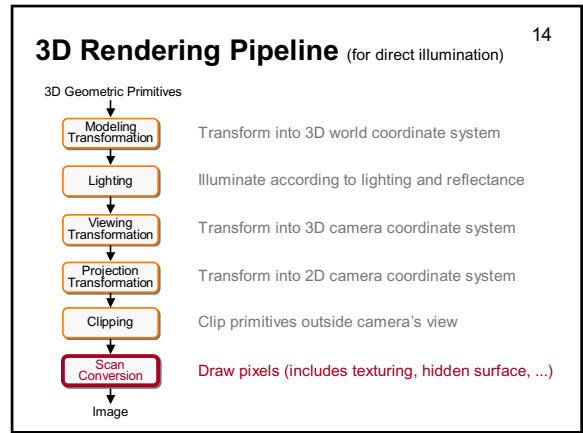 14
3D Rendering Pipeline (for direct illumination)
3D Geometric Primitives
Modeling
Transformation
Transform into 3D world coordinate system
Lighting
Illuminate according to lighting and reflectance
Viewing
Transformation
Transform into 3D camera coordinate system
Projection
Transformation
Transform into 2D camera coordinate system
Clipping
Clip primitives outside camera’s view
Scan
Conversion
Draw pixels (includes texturing, hidden surface, ...)
Image